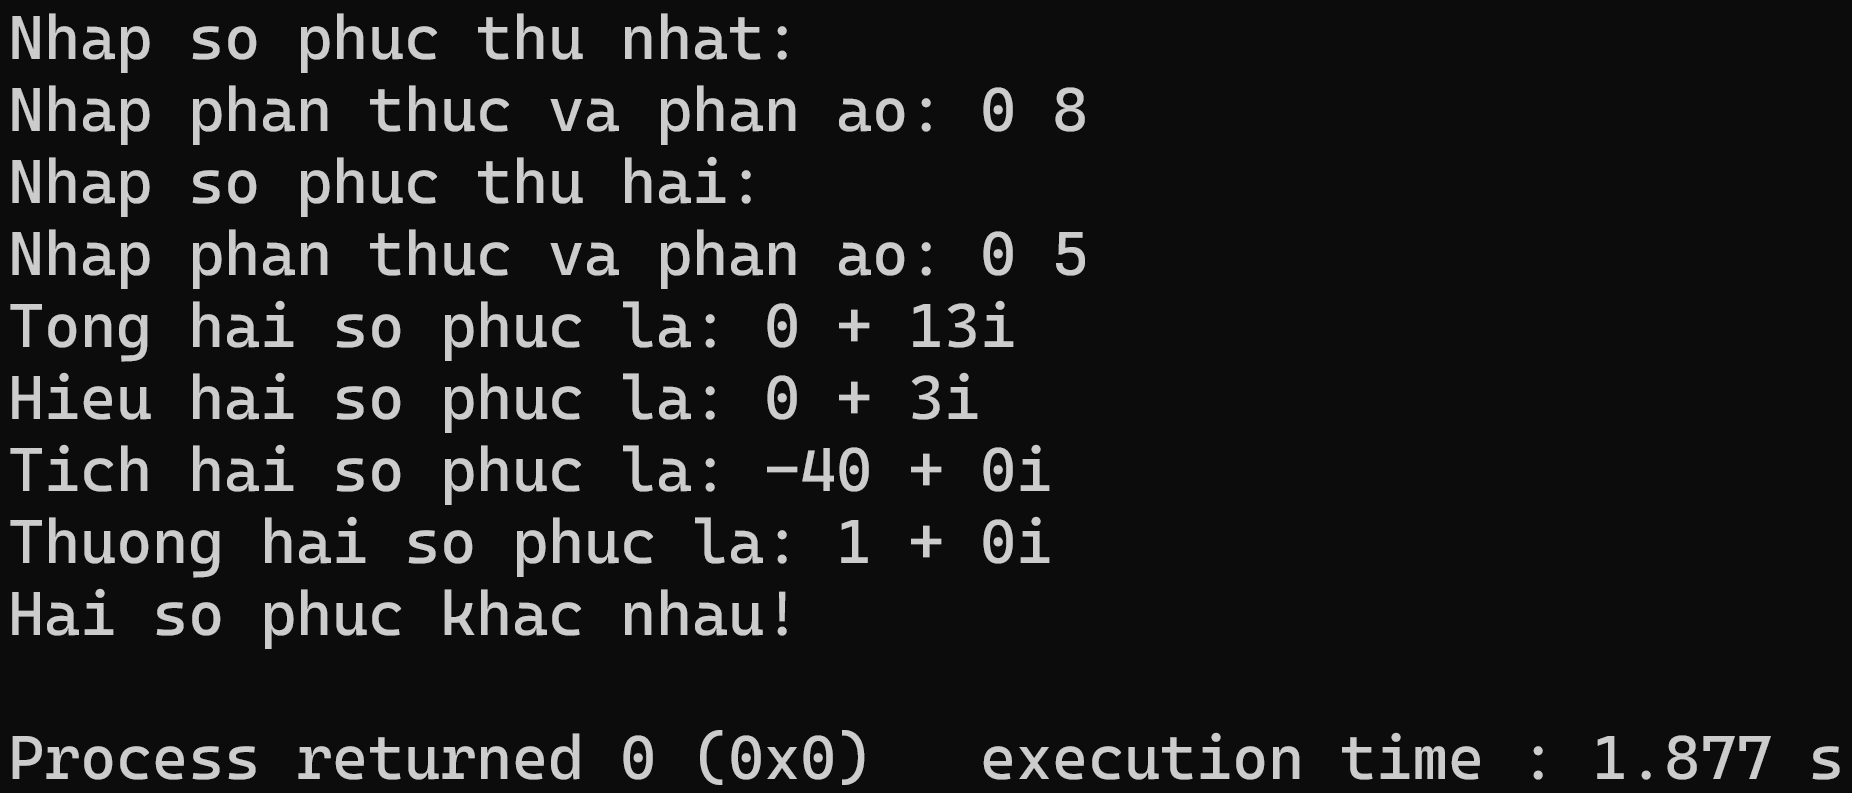 Nhap so phuc thu nhat:
Nhap phan thuc va phan ao: 0 8
Nhap so phuc thu hai:
Nhap phan thuc va phan ao: 0 5
Tong hai so phuc la: 0 + 13i
Hieu hai so phuc la: 0 + 3i
Tich hai so phuc la: -40 + 0i
Thuong hai so phuc la: 1 + 0i
Hai so phuc khac nhau!
Process returned 0 (0x0)   execution time : 1.877 s